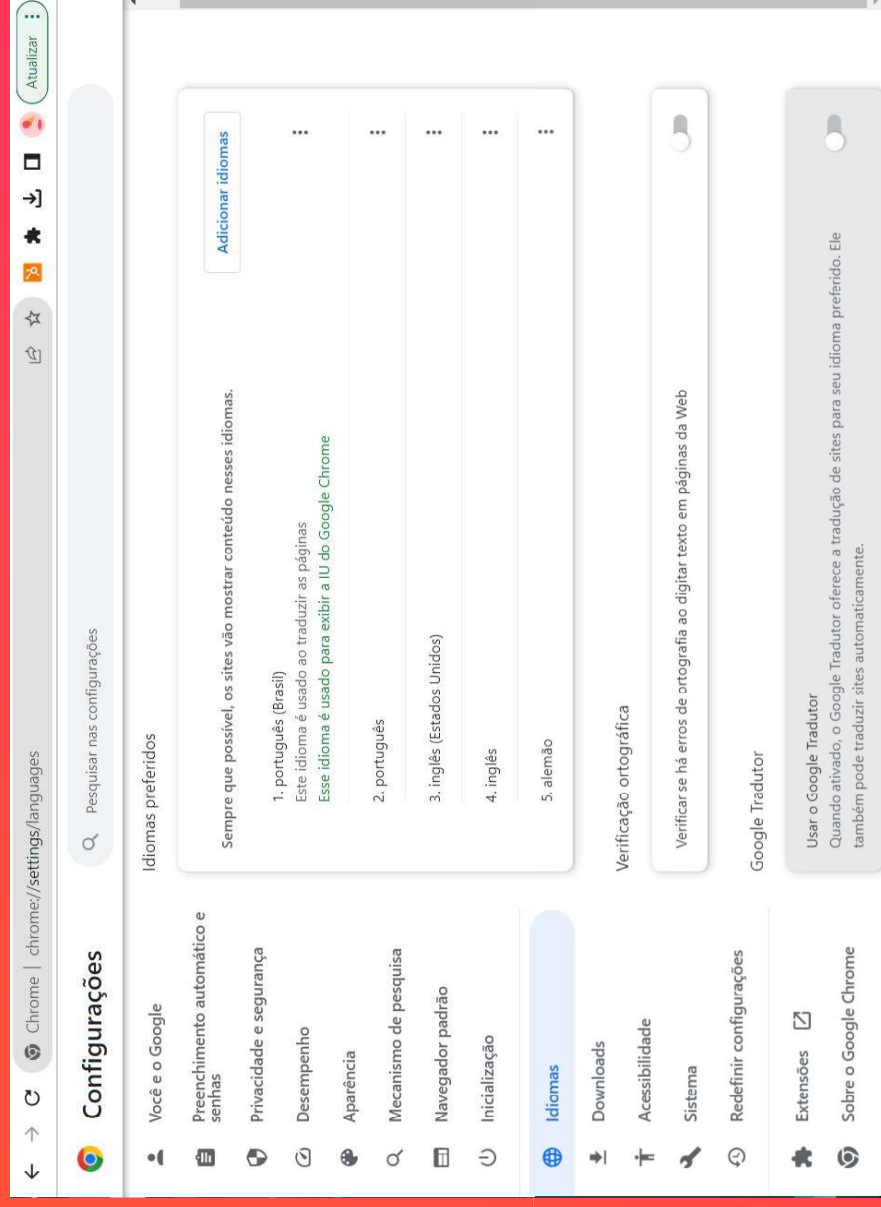 Chrome | chrome://settings/languages
Atualizar
Configurações
Pesquisar nas configurações
Você e o Google
Preenchimento automático e
senhas
Privacidade e segurança
Desempenho
Aparência
Mecanismo de pesquisa
Navegador padrão
Inicialização
Idiomas
Downloads
Acessibilidade
Sistema
Redefinir configurações
Extensões
Sobre o Google Chrome
Idiomas preferidos
Sempre que possível, os sites vão mostrar conteúdo nesses idiomas.
Adicionar idiomas
1. português (Brasil)
Este idioma é usado ao traduzir as páginas
Esse idioma é usado para exibir a IU do Google Chrome
2. português
3. inglês (Estados Unidos)
4. inglês
5. alemão
Verificação ortográfica
Verificar se há erros de ortografia ao digitar texto em páginas da Web
Google Tradutor
Usar o Google Tradutor
Quando ativado, o Google Tradutor oferece a tradução de sites para seu idioma preferido. Ele
também pode traduzir sites automaticamente.